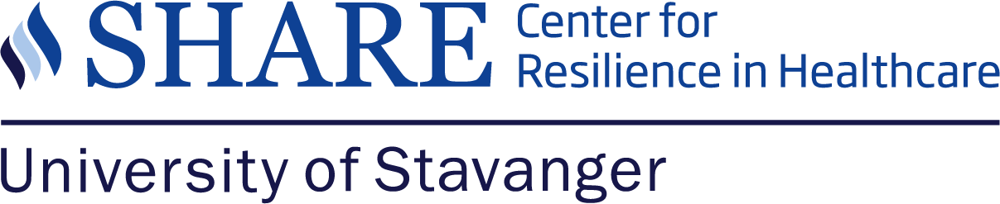 SHARE Center for
Resilience in Healthcare
University of Stavanger